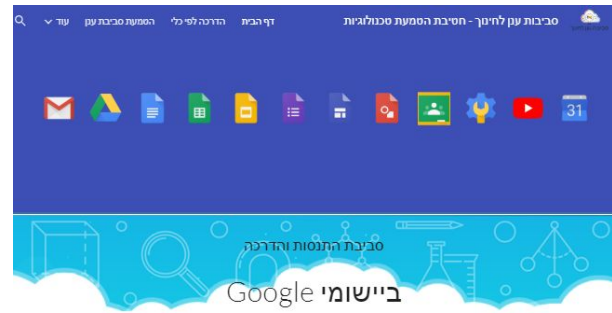 סביבות ענן לחינוך - חטיבת הטמעת טכנולוגיות
דף הבית הדרכה לפי כלי הטמעת סביבת ענן עוד
31
סביבת התנסות והדרכה
ביישומי Google